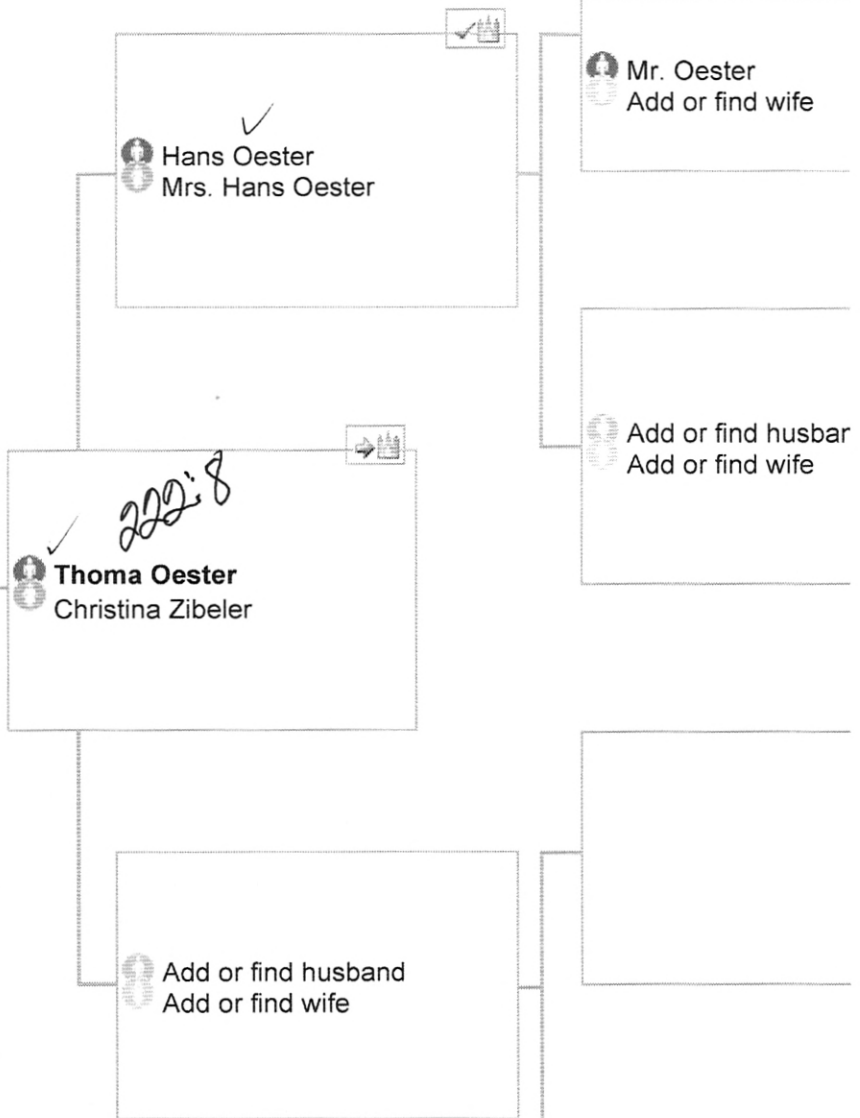 Mr. Oester
Add or find wife
Hans Oester
Mrs. Hans Oester
Add or find husban
Add or find wife
222:8
Thoma Oester
Christina Zibeler
Add or find husband
Add or find wife